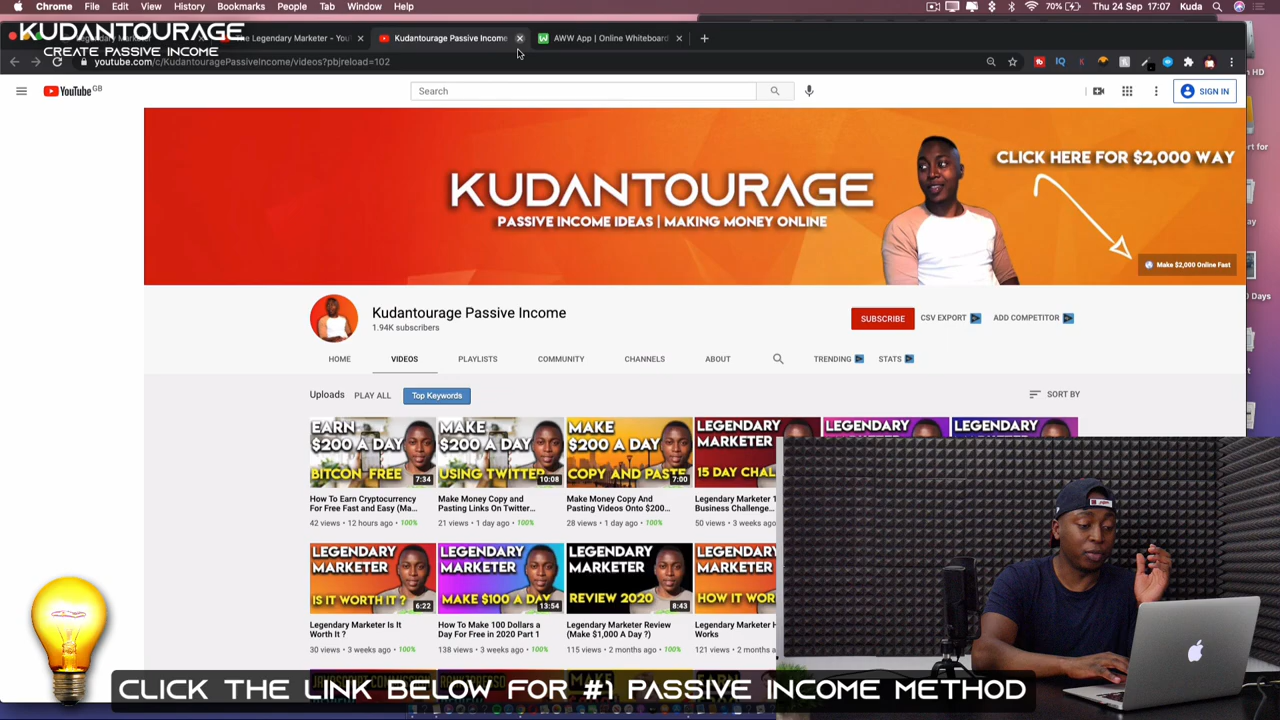 Chrome File Edit View History Bookmarks People Tab Window Help
70% Thu 24 Sep 17:07 Kuda
KUDANTOURAGE
CREATE PASSIVE INCOME
The Legendary Marketer - You
Kudantourage Passive Income
AWW App | Online Whiteboard
youtube.com/c/KudantouragePassiveIncome/videos?pbjreload=102
YouTube GB
Search
SIGN IN
KUDANTOURAGE
PASSIVE INCOME IDEAS | MAKING MONEY ONLINE
CLICK HERE FOR $2,000 WAY
Make $2,000 Online Fast
Kudantourage Passive Income
1.94K subscribers
SUBSCRIBE CSV EXPORT ADD COMPETITOR
HOME VIDEOS PLAYLISTS COMMUNITY CHANNELS ABOUT TRENDING STATS
Uploads PLAY ALL Top Keywords SORT BY
EARN $200 A DAY BITCON FREE 7:34
MAKE $200 A DAY USING TWITTER 10:08
MAKE $200 A DAY COPY AND PASTE 7:00
LEGENDARY MARKETER 15 DAY CHAL
LEGENDARY
LEGENDARY
How To Earn Cryptocurrency
For Free Fast and Easy (Ma...
42 views • 12 hours ago • 100%
Make Money Copy and
Pasting Links On Twitter...
21 views • 1 day ago • 100%
Make Money Copy And
Pasting Videos Onto $200...
28 views • 1 day ago • 100%
Legendary Marketer 1
Business Challenge...
50 views • 3 weeks ago
LEGENDARY MARKETER IS IT WORTH IT ? 6:22
LEGENDARY MARKETER MAKE $100 A DAY 13:54
LEGENDARY MARKETER REVIEW 2020 8:43
LEGENDARY MARKETER HOW IT WOR
Legendary Marketer Is It
Worth It ?
30 views • 3 weeks ago • 100%
How To Make 100 Dollars a
Day For Free in 2020 Part 1
138 views • 3 weeks ago • 100%
Legendary Marketer Review
(Make $1,000 A Day ?)
115 views • 2 months ago • 100%
Legendary Marketer H
Works
121 views • 2 mont
CLICK THE LINK BELOW FOR #1 PASSIVE INCOME METHOD